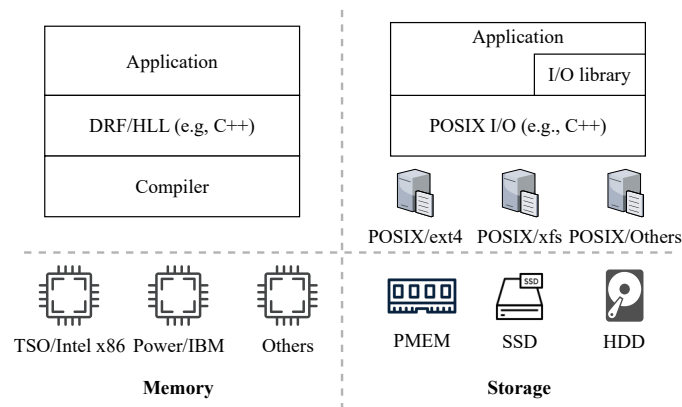 Application
DRF/HLL (e.g, C++)
Compiler
TSO/Intel x86 Power/IBM Others
Memory
Application
I/O library
POSIX I/O (e.g., C++)
POSIX/ext4 POSIX/xfs POSIX/Others
SSD
PMEM SSD HDD
Storage